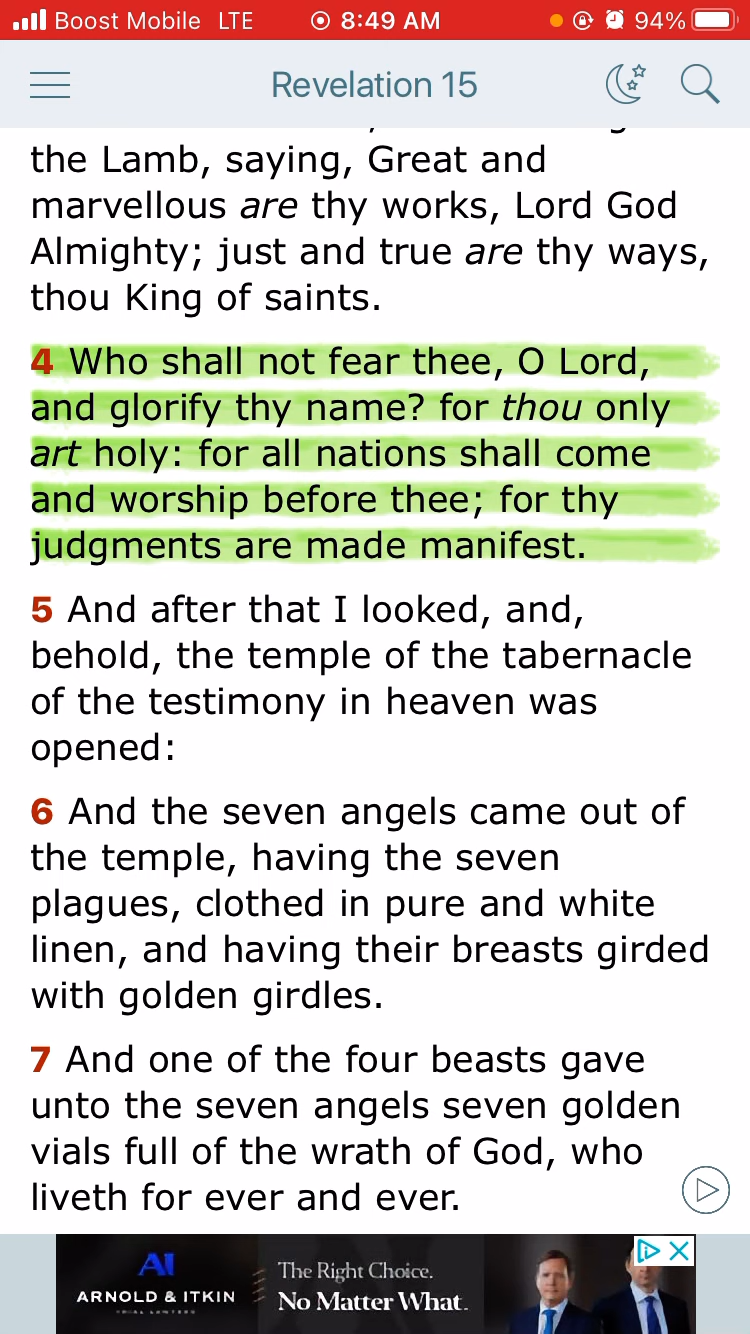 Boost Mobile LTE 8:49 AM 94%
Revelation 15
the Lamb, saying, Great and
marvellous are thy works, Lord God
Almighty; just and true are thy ways,
thou King of saints.
4 Who shall not fear thee, O Lord,
and glorify thy name? for thou only
art holy: for all nations shall come
and worship before thee; for thy
judgments are made manifest.
5 And after that I looked, and,
behold, the temple of the tabernacle
of the testimony in heaven was
opened:
6 And the seven angels came out of
the temple, having the seven
plagues, clothed in pure and white
linen, and having their breasts girded
with golden girdles.
7 And one of the four beasts gave
unto the seven angels seven golden
vials full of the wrath of God, who
liveth for ever and ever.
AI
ARNOLD & ITKIN
TRIAL LAWYERS
The Right Choice.
No Matter What.